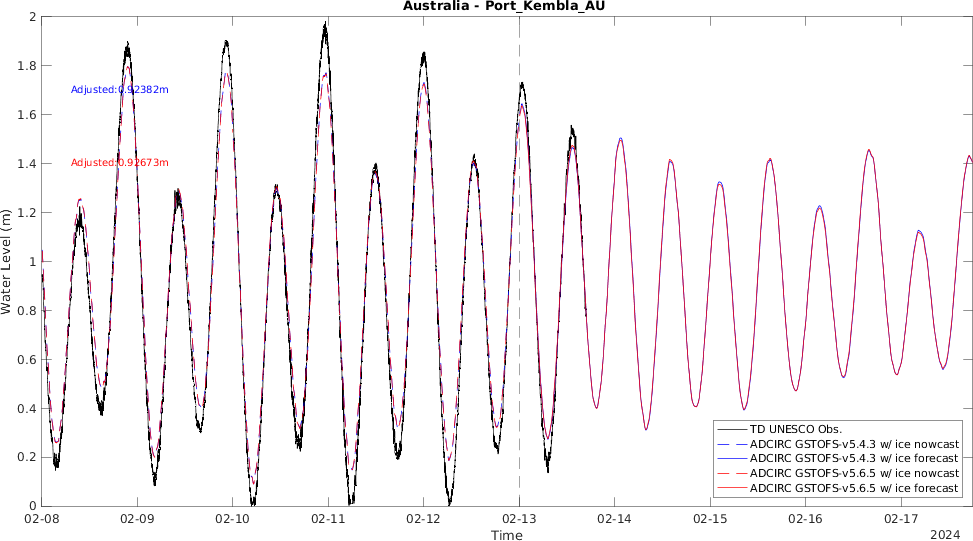 Australia - Port_Kembla_AU
2
1.8
1.6
1.4
1.2
1
0.8
0.6
0.4
0.2
0
Water Level (m)
Adjusted:0.92382m
Adjusted:0.92673m
02-08 02-09 02-10 02-11 02-12 02-13 02-14 02-15 02-16 02-17
Time
2024
TD UNESCO Obs.
ADCIRC GSTOFS-v5.4.3 w/ ice nowcast
ADCIRC GSTOFS-v5.4.3 w/ ice forecast
ADCIRC GSTOFS-v5.6.5 w/ ice nowcast
ADCIRC GSTOFS-v5.6.5 w/ ice forecast